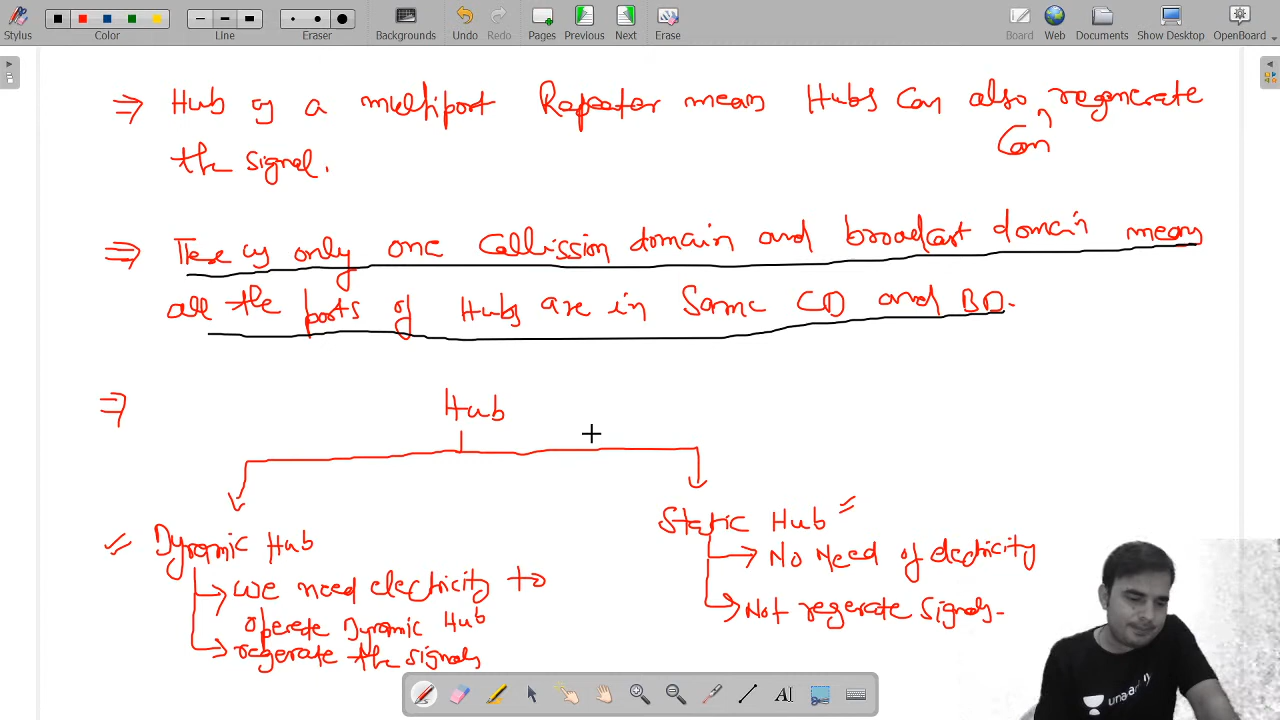 Stylus Color Line Eraser Backgrounds Undo Redo Pages Previous Next Erase Board Web Documents Show Desktop OpenBoard
⇒ Hub is a multiport Repeater means Hubs Can also regenerate
Can
the signal.
⇒ There is only one Collission domain and broadcast domain means
all the ports of Hubs are in Same CD and BD.
⇒ Hub
Dynamic Hub
Static Hub
→ We need electricity to
operete Dynamic Hub
→ regerate the signals
→ No Need of electricity
→ Not regerate Signals-